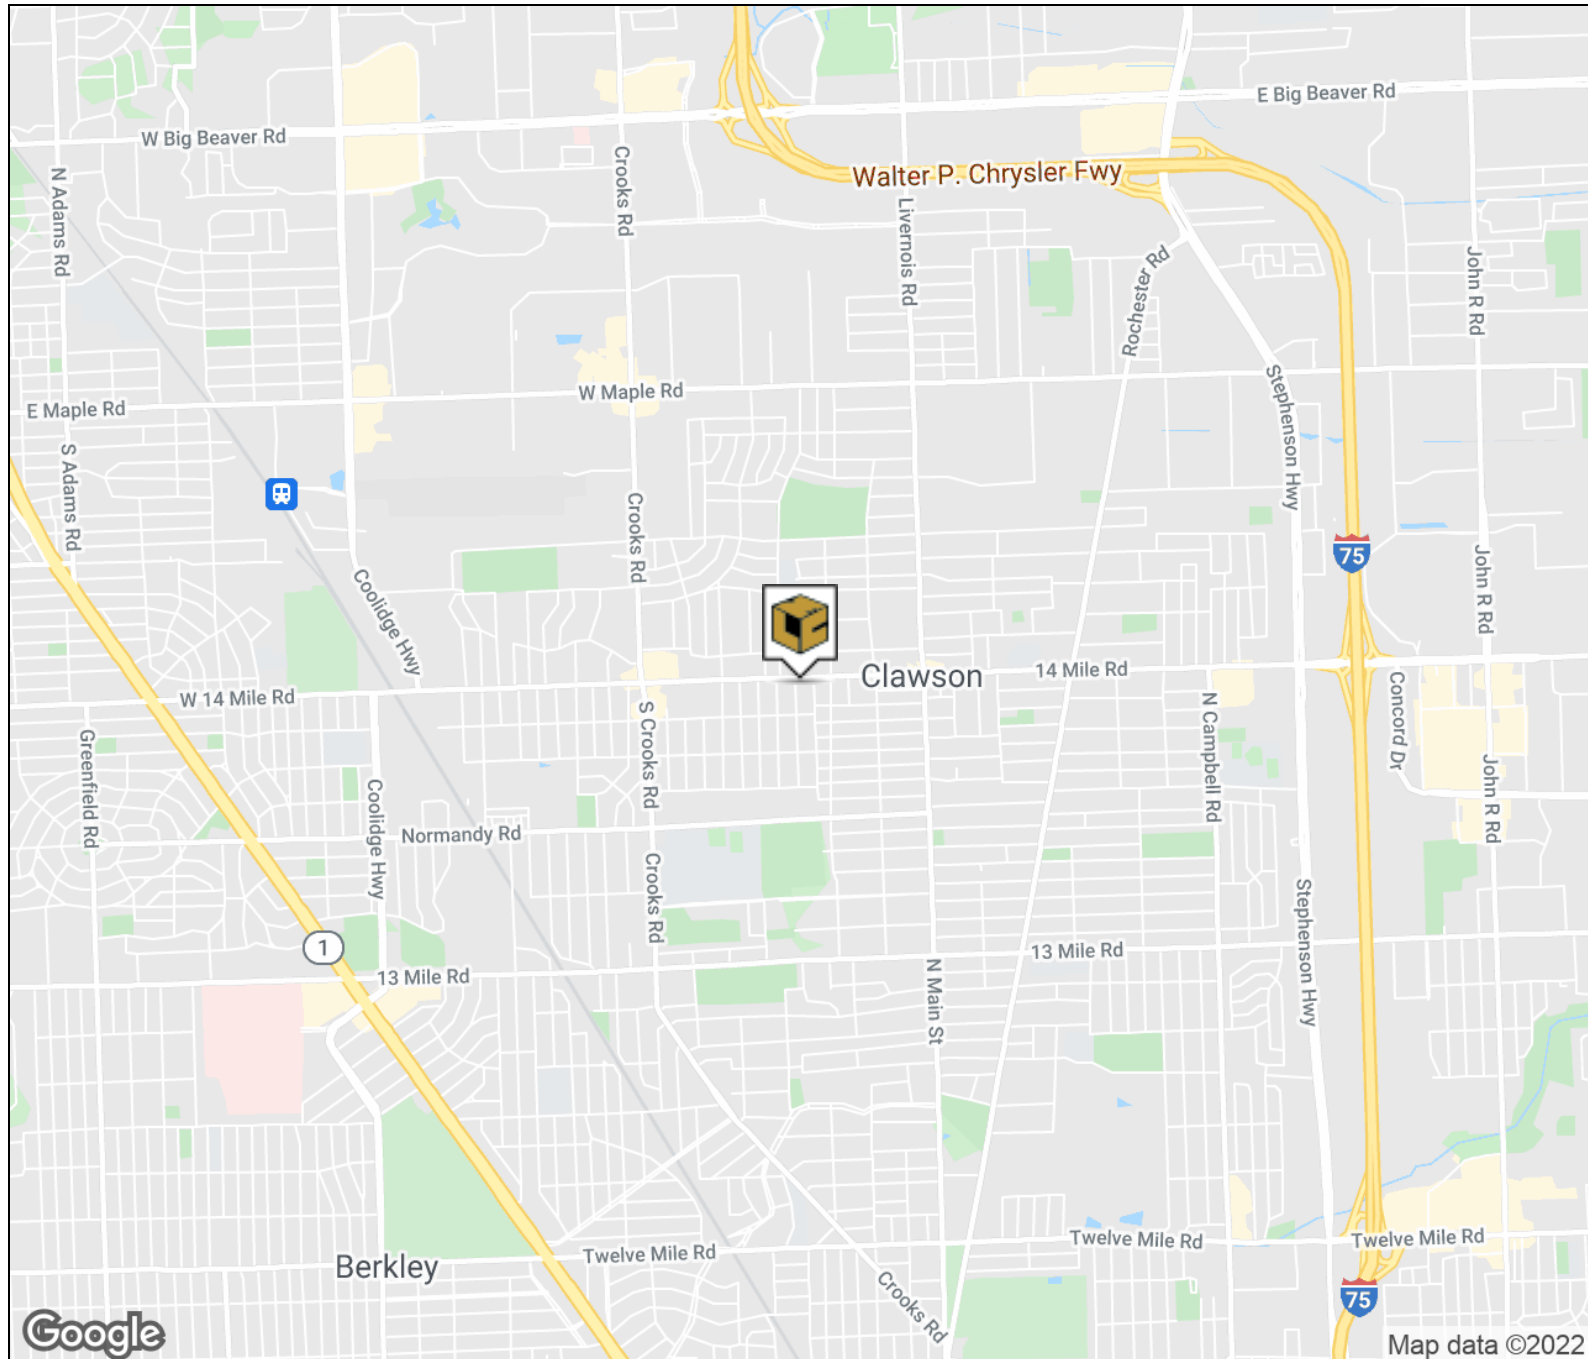 E Big Beaver Rd
W Big Beaver Rd
Walter P. Chrysler Fwy
N Adams Rd
Crooks Rd
Livernois Rd
Rochester Rd
John R Rd
W Maple Rd
E Maple Rd
Stephenson Hwy
S Adams Rd
Crooks Rd
75
John R Rd
Coolidge Hwy
Clawson
14 Mile Rd
W 14 Mile Rd
S Crooks Rd
N Campbell Rd
Concord Dr
Greenfield Rd
Coolidge Hwy
Normandy Rd
John R Rd
Crooks Rd
Stephenson Hwy
1
13 Mile Rd
13 Mile Rd
N Main St
Twelve Mile Rd
Twelve Mile Rd
Twelve Mile Rd
Berkley
Crooks Rd
75
Google
Map data ©2022